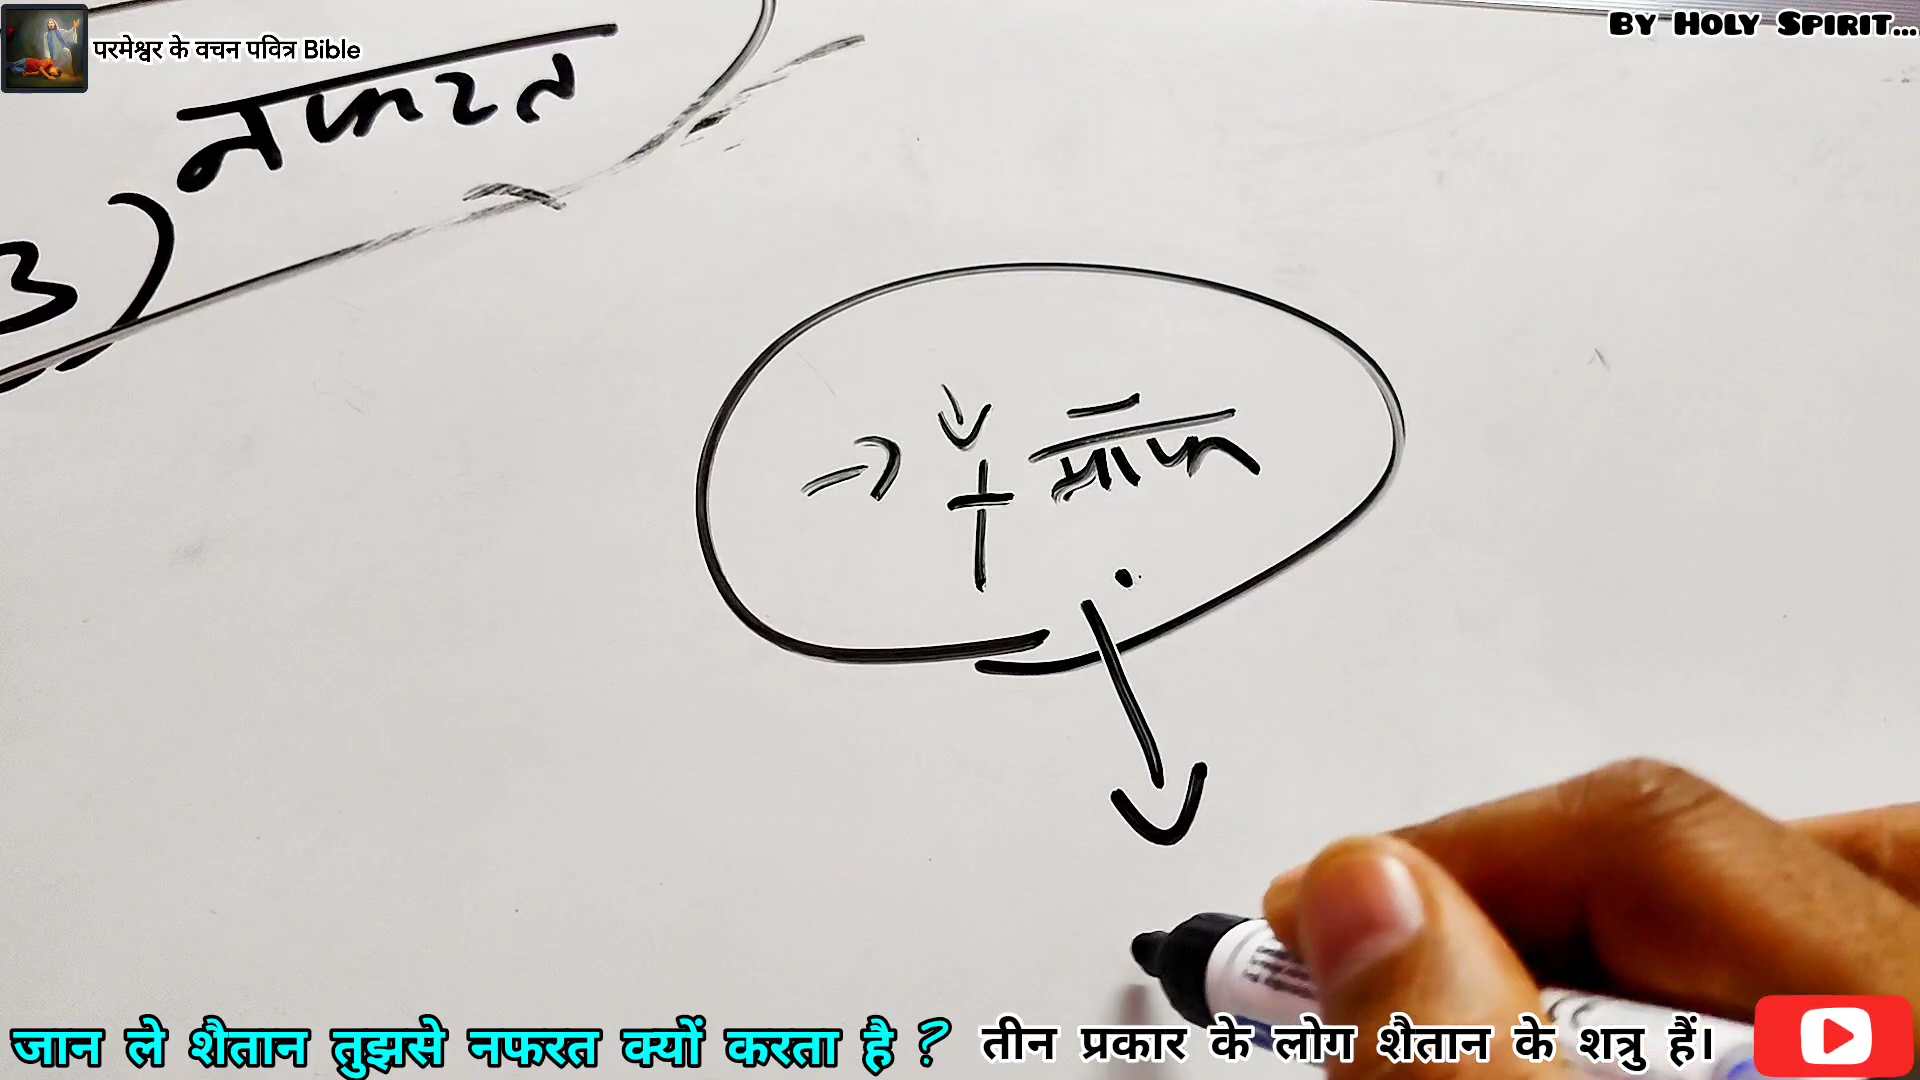 परमेश्वर के वचन पवित्र Bible
By Holy Spirit...
नफरत
3)
माफ
जान ले शैतान तुझसे नफरत क्यों करता है ? तीन प्रकार के लोग शैतान के शत्रु हैं।